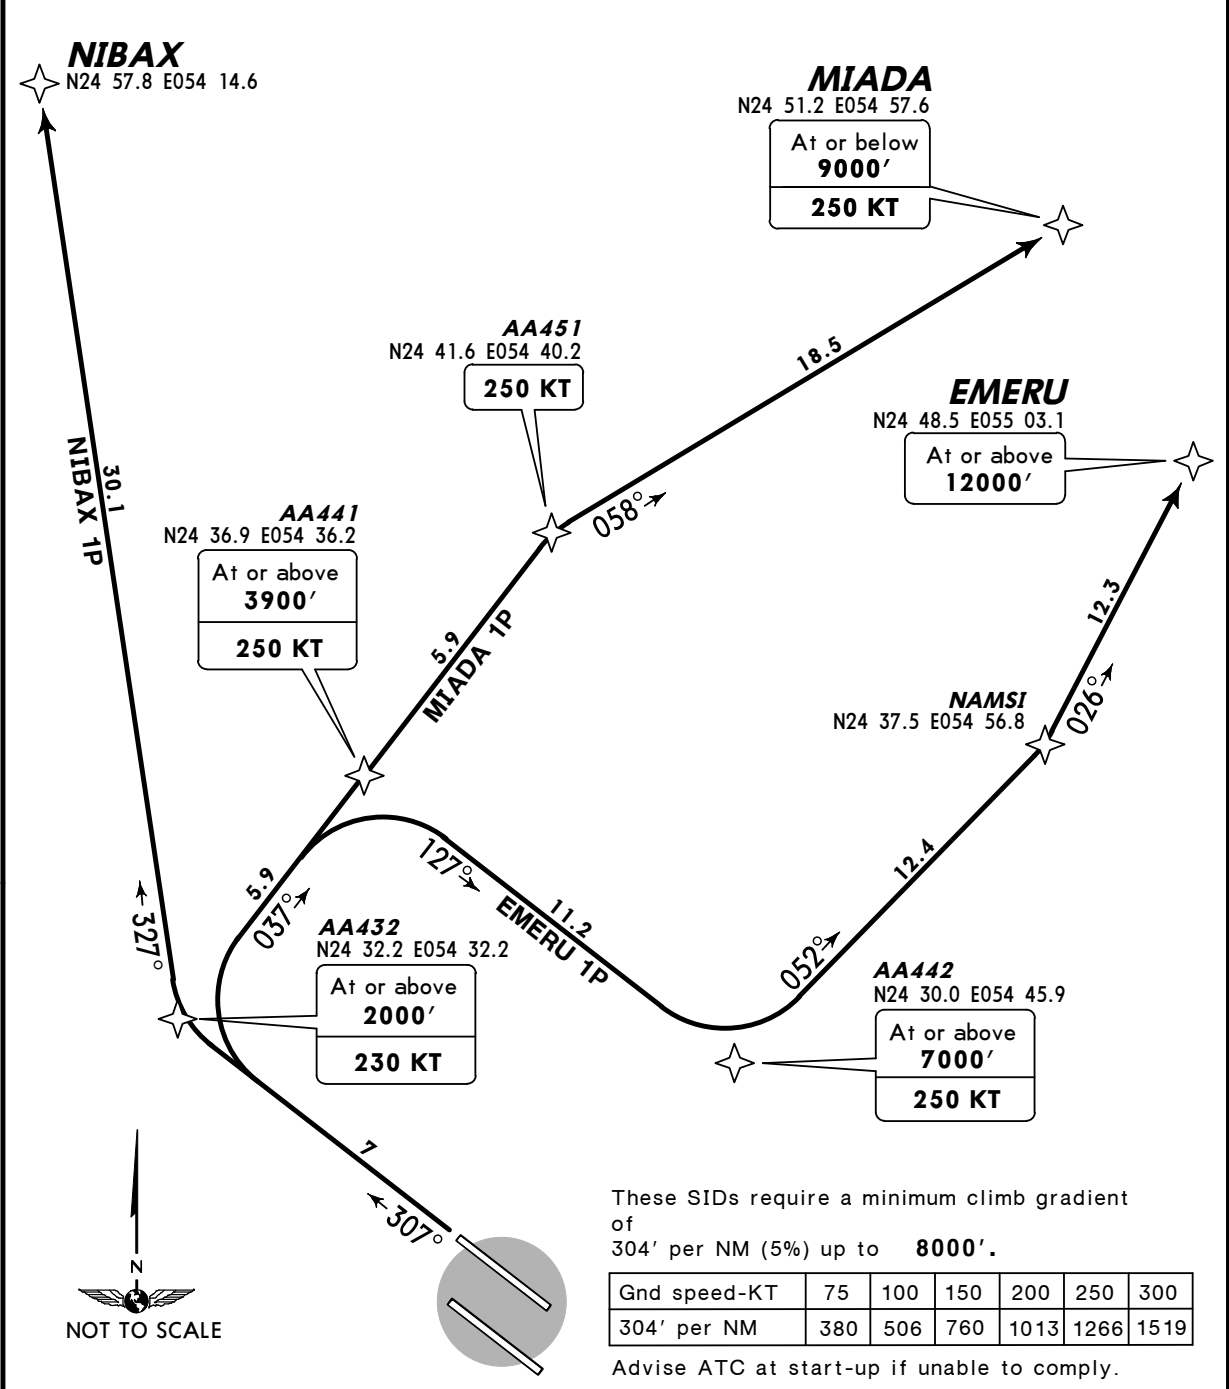 NIBAX
N24 57.8 E054 14.6
MIADA
N24 51.2 E054 57.6
At or below
9000′
250 KT
AA451
N24 41.6 E054 40.2
250 KT
18.5
058°
EMERU
N24 48.5 E055 03.1
At or above
12000′
30.1
NIBAX 1P
AA441
N24 36.9 E054 36.2
At or above
3900′
250 KT
5.9
MIADA 1P
12.3
026°
NAMSI
N24 37.5 E054 56.8
12.4
052°
127°
11.2
EMERU 1P
5.9
037°
327°
AA432
N24 32.2 E054 32.2
At or above
2000′
230 KT
AA442
N24 30.0 E054 45.9
At or above
7000′
250 KT
7
307°
N
NOT TO SCALE
These SIDs require a minimum climb gradient
of
304′ per NM (5%) up to 8000′.
Gnd speed-KT 75 100 150 200 250 300
304′ per NM 380 506 760 1013 1266 1519
Advise ATC at start-up if unable to comply.